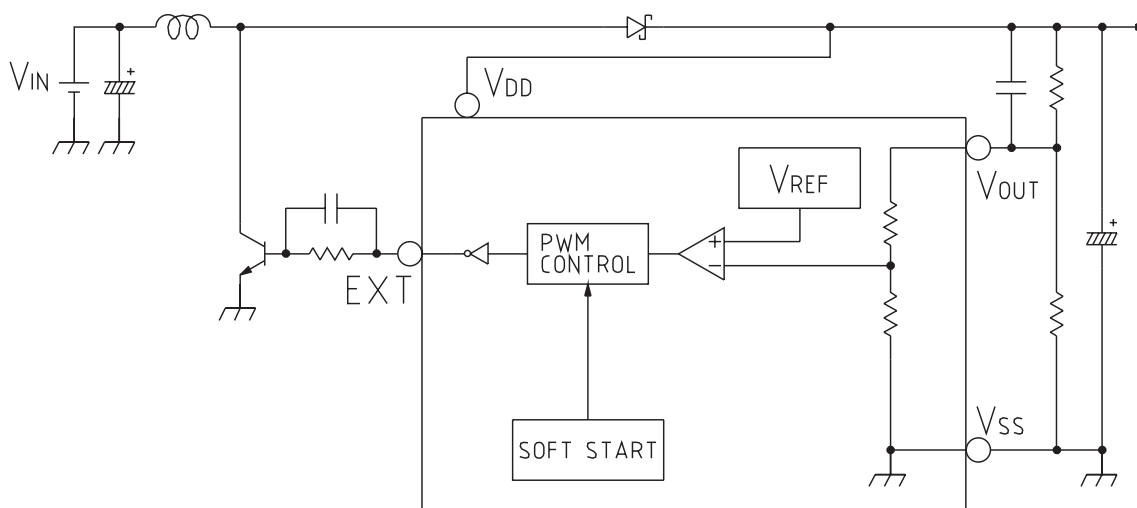 VIN
VDD
VREF
VOUT
PWM
CONTROL
+
−
EXT
VSS
SOFT START
+
+